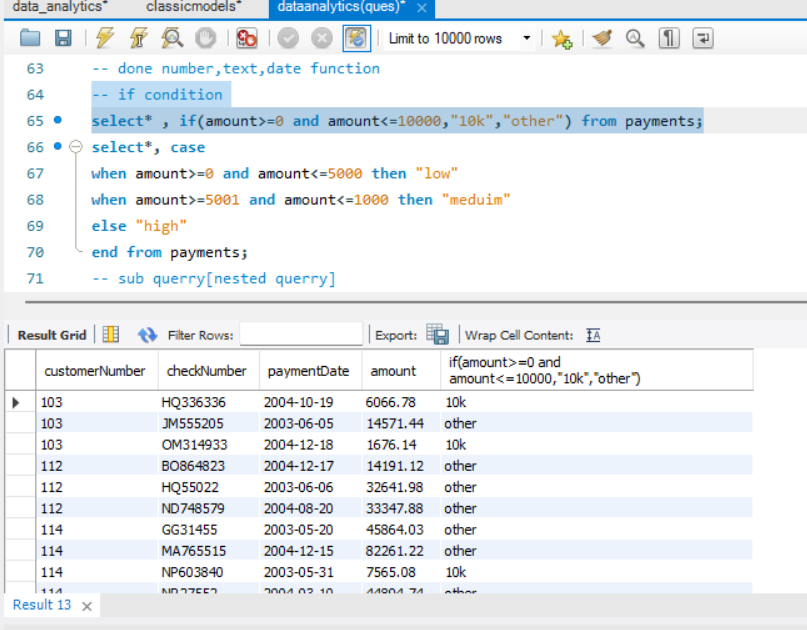 data_analytics* classicmodels* dataanalytics(ques)*
Limit to 10000 rows
63 -- done number,text,date function
64 -- if condition
65 select* , if(amount>=0 and amount<=10000,"10k","other") from payments;
66 select*, case
67 when amount>=0 and amount<=5000 then "low"
68 when amount>=5001 and amount<=1000 then "meduim"
69 else "high"
70 end from payments;
71 -- sub querry[nested querry]
Result Grid Filter Rows: Export: Wrap Cell Content:
customerNumber checkNumber paymentDate amount if(amount>=0 and
amount<=10000,"10k","other")
103 HQ336336 2004-10-19 6066.78 10k
103 JM555205 2003-06-05 14571.44 other
103 OM314933 2004-12-18 1676.14 10k
112 BO864823 2004-12-17 14191.12 other
112 HQ55022 2003-06-06 32641.98 other
112 ND748579 2004-08-20 33347.88 other
114 GG31455 2003-05-20 45864.03 other
114 MA765515 2004-12-15 82261.22 other
114 NP603840 2003-05-31 7565.08 10k
114 NR27552 2004-03-10 44894.74 other
Result 13